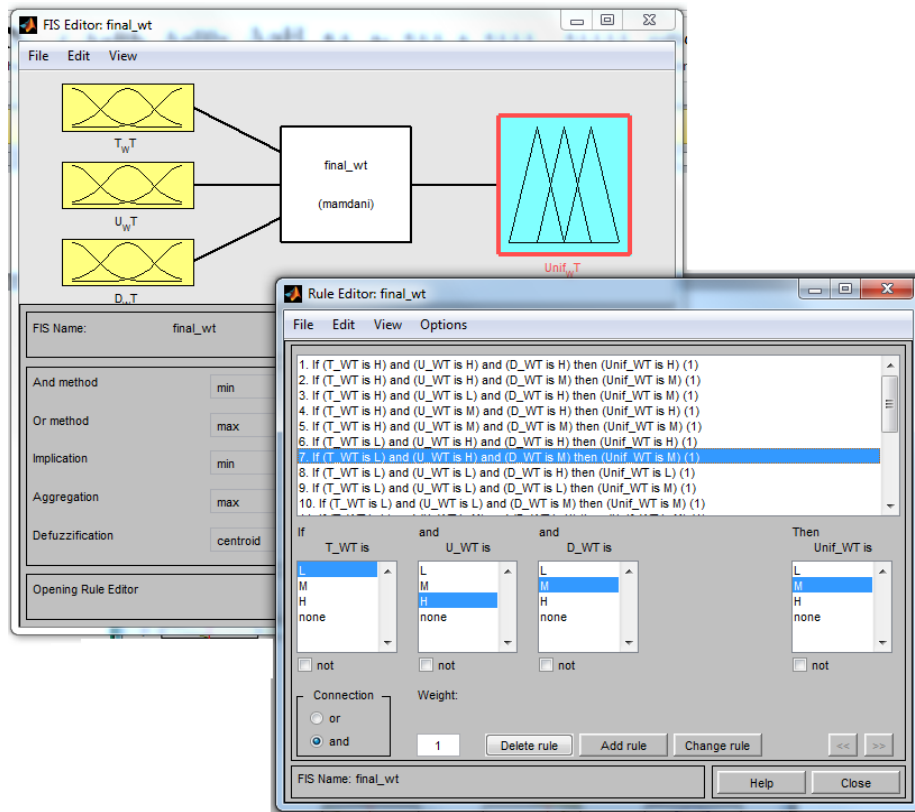 FIS Editor: final_wt
File Edit View
T_WT
final_wt
(mamdani)
U_WT
D_WT
Unif_WT
FIS Name: final_wt
And method min
Or method max
Implication min
Aggregation max
Defuzzification centroid
Opening Rule Editor
Rule Editor: final_wt
File Edit View Options
1. If (T_WT is H) and (U_WT is H) and (D_WT is H) then (Unif_WT is H) (1)
2. If (T_WT is H) and (U_WT is H) and (D_WT is M) then (Unif_WT is M) (1)
3. If (T_WT is H) and (U_WT is L) and (D_WT is H) then (Unif_WT is M) (1)
4. If (T_WT is H) and (U_WT is M) and (D_WT is H) then (Unif_WT is H) (1)
5. If (T_WT is H) and (U_WT is M) and (D_WT is M) then (Unif_WT is M) (1)
6. If (T_WT is L) and (U_WT is H) and (D_WT is H) then (Unif_WT is H) (1)
7. If (T_WT is L) and (U_WT is H) and (D_WT is M) then (Unif_WT is M) (1)
8. If (T_WT is L) and (U_WT is L) and (D_WT is H) then (Unif_WT is L) (1)
9. If (T_WT is L) and (U_WT is L) and (D_WT is L) then (Unif_WT is M) (1)
10. If (T_WT is L) and (U_WT is L) and (D_WT is M) then (Unif_WT is M) (1)
If and and Then
T_WT is U_WT is D_WT is Unif_WT is
L L L L
M M M M
H H H H
none none none none
not not not not
Connection Weight:
or
and 1 Delete rule Add rule Change rule << >>
FIS Name: final_wt Help Close